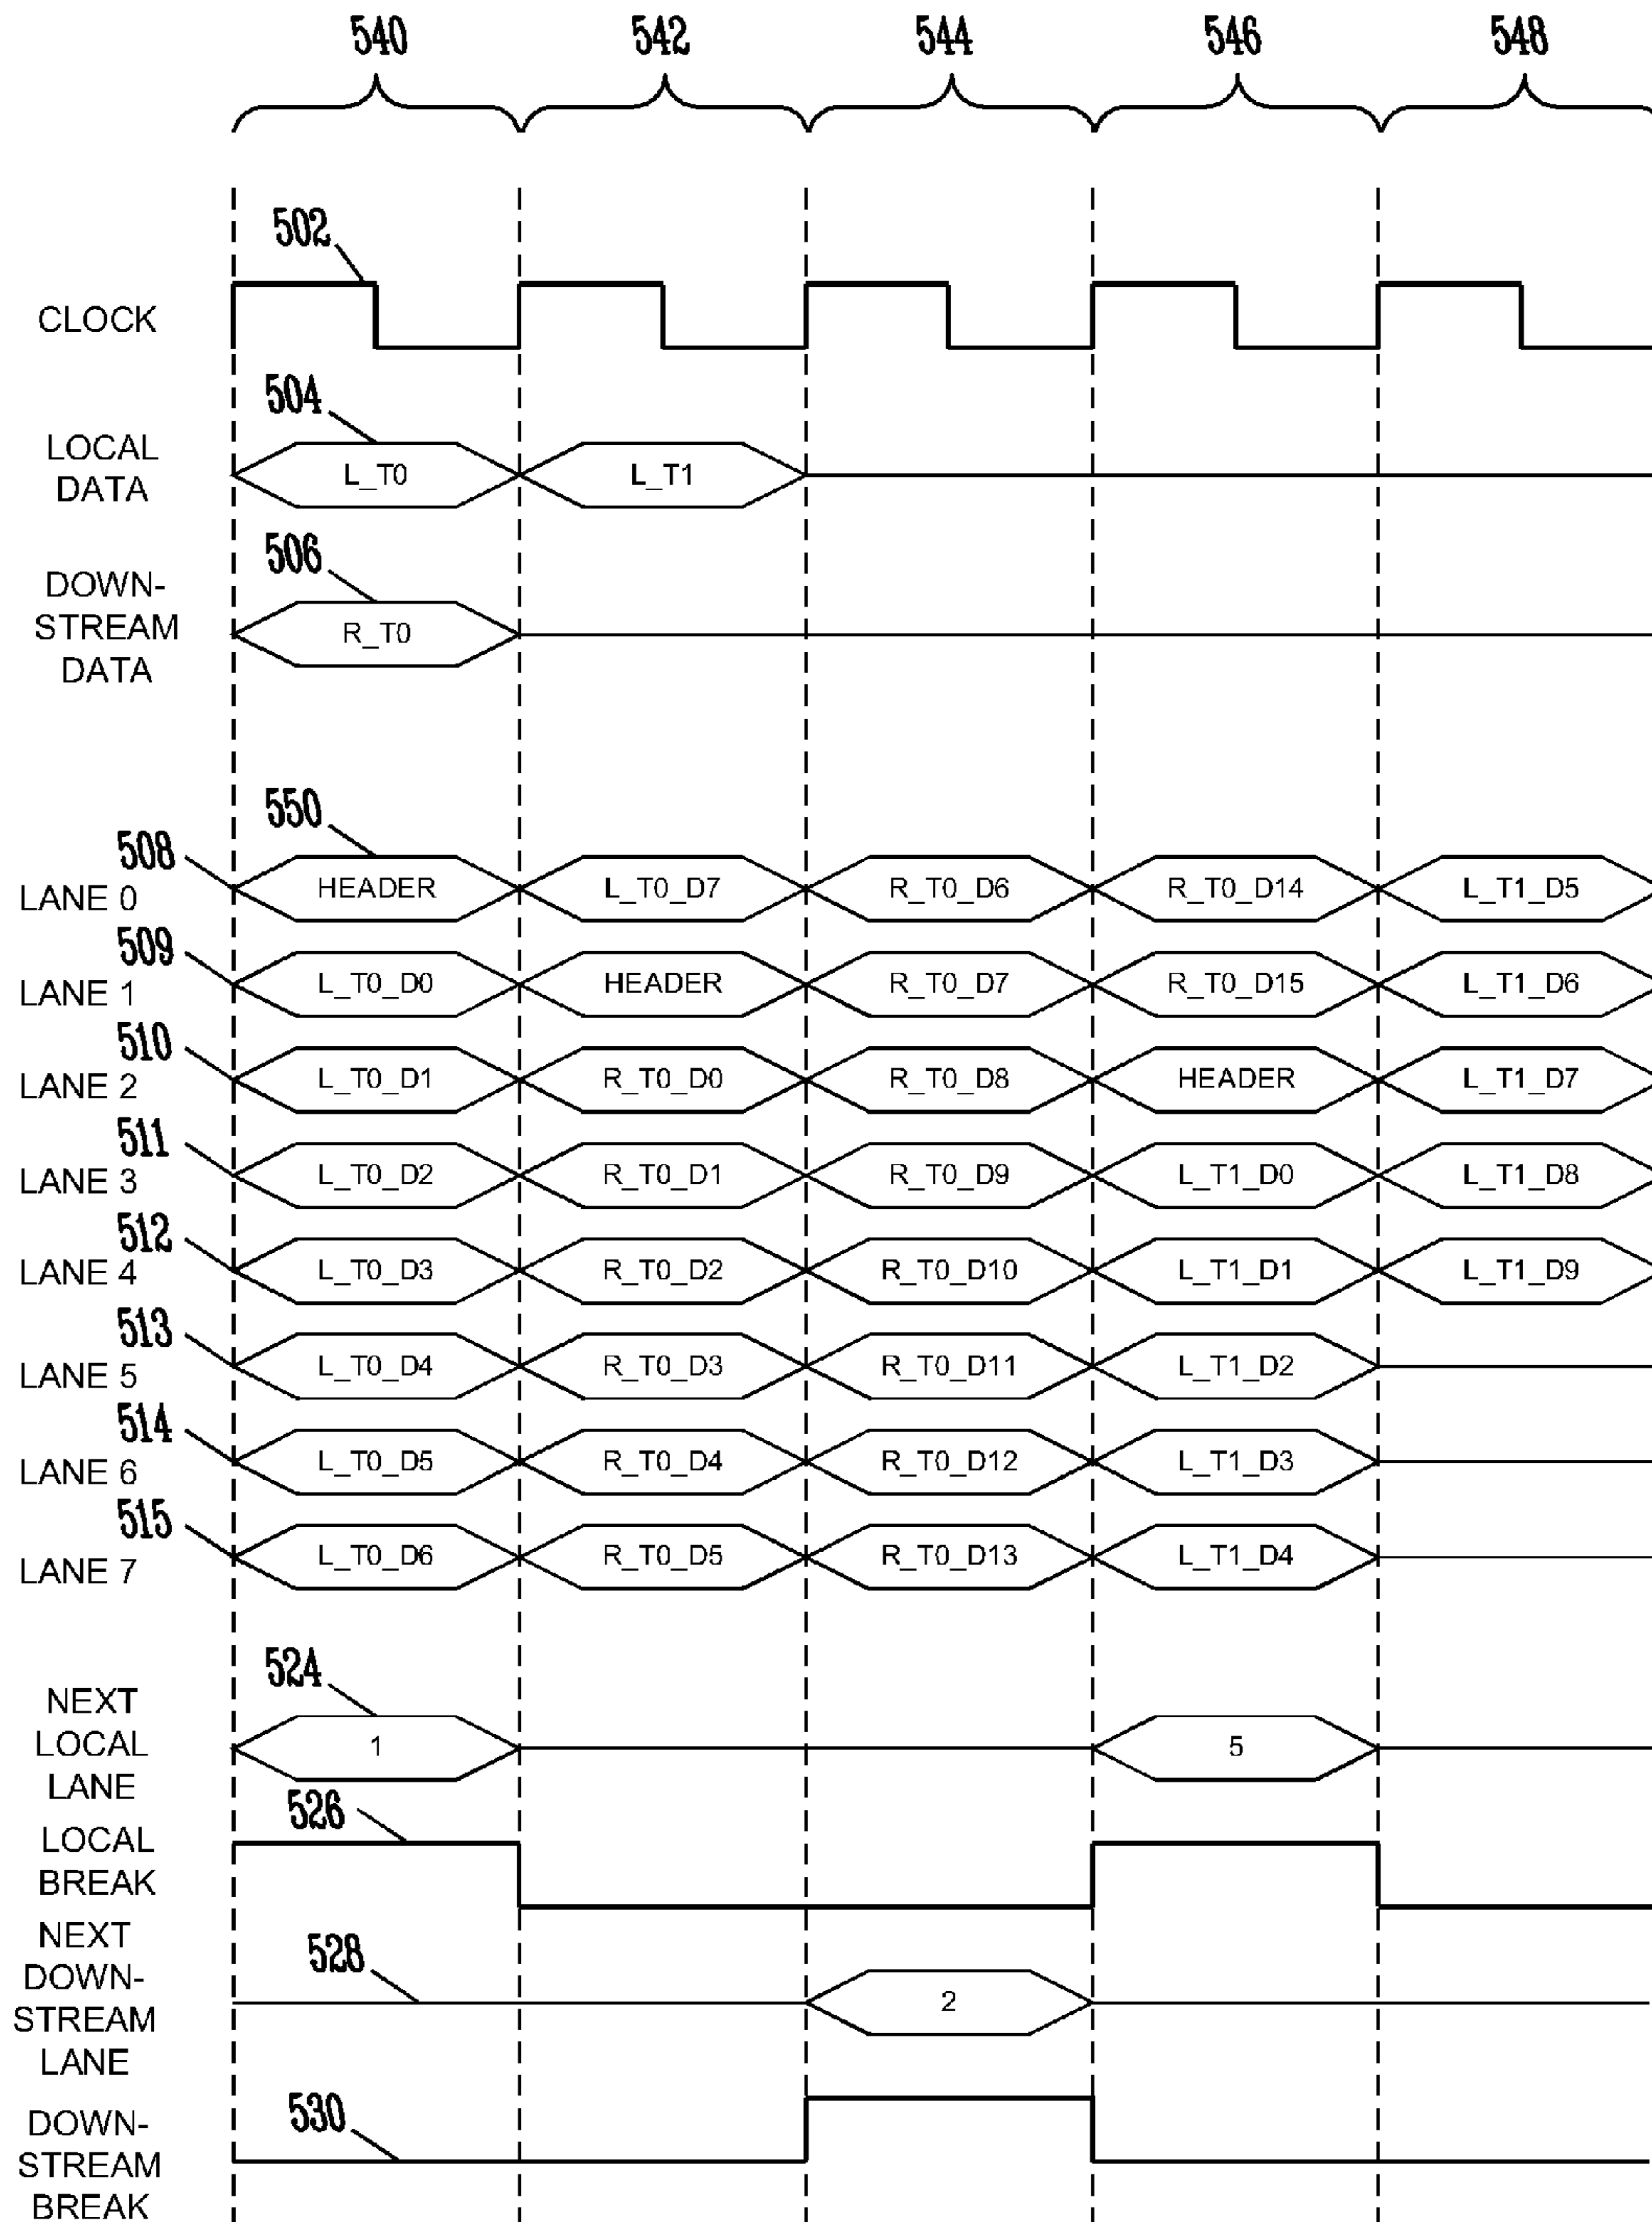 540 542 544 546 548
502
CLOCK
504
LOCAL
DATA
L_T0 L_T1
506
DOWN-
STREAM
DATA
R_T0
550
508
LANE 0 HEADER L_T0_D7 R_T0_D6 R_T0_D14 L_T1_D5
509
LANE 1 L_T0_D0 HEADER R_T0_D7 R_T0_D15 L_T1_D6
510
LANE 2 L_T0_D1 R_T0_D0 R_T0_D8 HEADER L_T1_D7
511
LANE 3 L_T0_D2 R_T0_D1 R_T0_D9 L_T1_D0 L_T1_D8
512
LANE 4 L_T0_D3 R_T0_D2 R_T0_D10 L_T1_D1 L_T1_D9
513
LANE 5 L_T0_D4 R_T0_D3 R_T0_D11 L_T1_D2
514
LANE 6 L_T0_D5 R_T0_D4 R_T0_D12 L_T1_D3
515
LANE 7 L_T0_D6 R_T0_D5 R_T0_D13 L_T1_D4
524
NEXT
LOCAL
LANE
1 5
526
LOCAL
BREAK
NEXT
DOWN-
STREAM
LANE
528
2
530
DOWN-
STREAM
BREAK